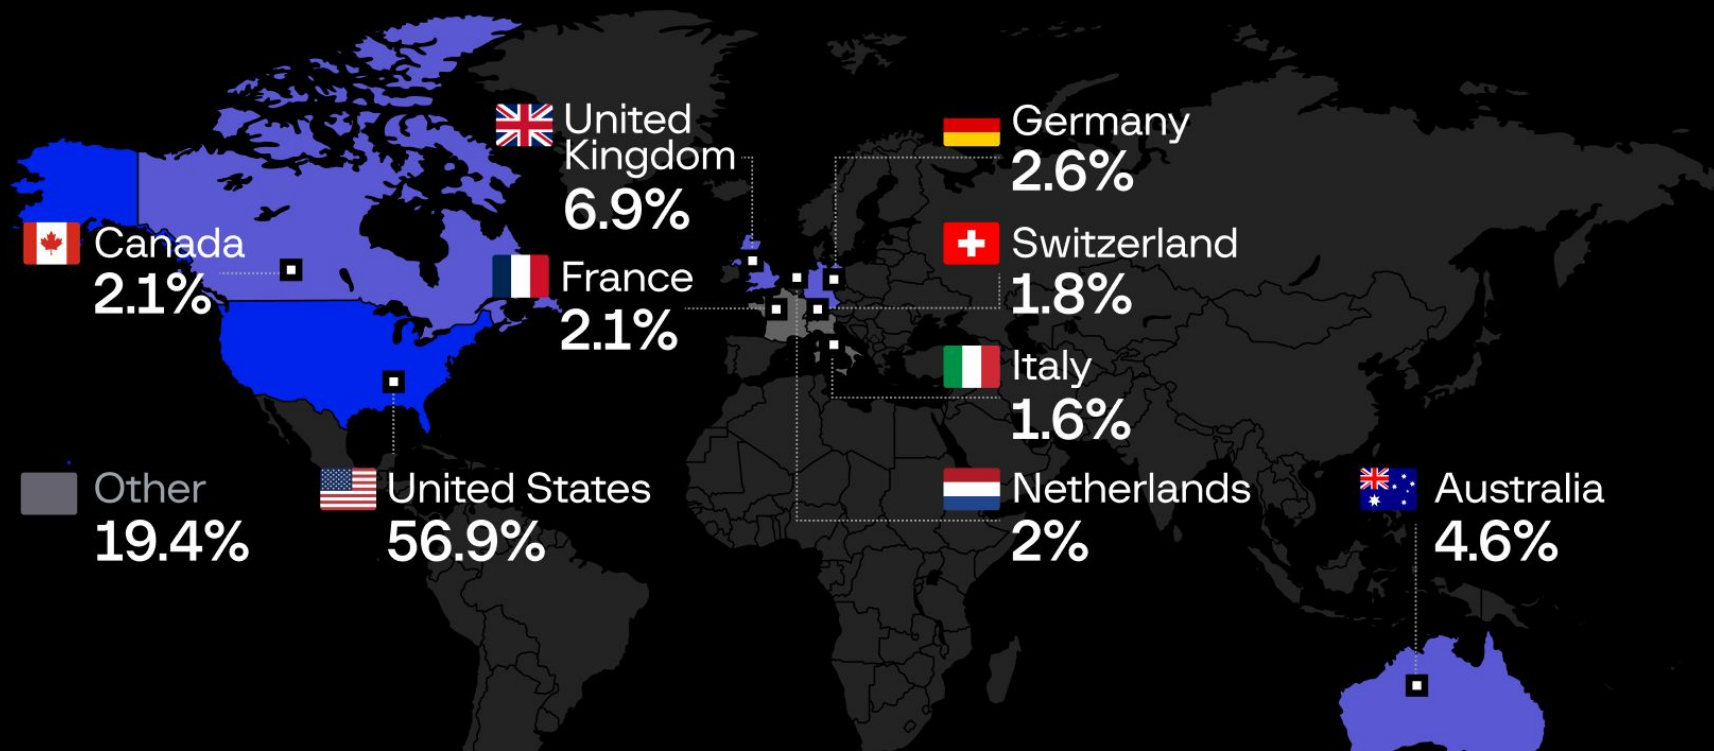 United
Kingdom
6.9%
Germany
2.6%
Canada
2.1%
France
2.1%
Switzerland
1.8%
Italy
1.6%
Other
19.4%
United States
56.9%
Netherlands
2%
Australia
4.6%